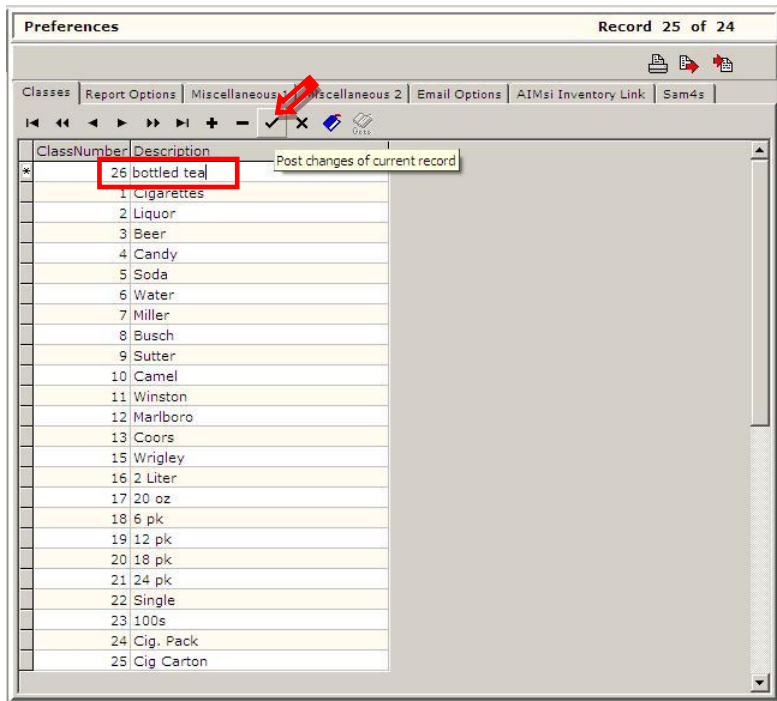 Preferences Record 25 of 24
Classes Report Options Miscellaneous 1 Miscellaneous 2 Email Options AIMsi Inventory Link Sam4s
ClassNumber Description
Post changes of current record
* 26 bottled tea
1 Cigarettes
2 Liquor
3 Beer
4 Candy
5 Soda
6 Water
7 Miller
8 Busch
9 Sutter
10 Camel
11 Winston
12 Marlboro
13 Coors
15 Wrigley
16 2 Liter
17 20 oz
18 6 pk
19 12 pk
20 18 pk
21 24 pk
22 Single
23 100s
24 Cig. Pack
25 Cig Carton